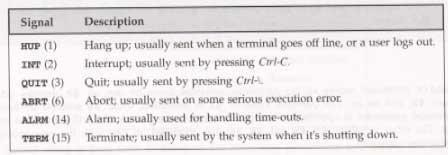 Signal Description
HUP (1) Hang up; usually sent when a terminal goes off line, or a user logs out.
INT (2) Interrupt; usually sent by pressing Ctrl-C.
QUIT (3) Quit; usually sent by pressing Ctrl-\.
ABRT (6) Abort; usually sent on some serious execution error.
ALRM (14) Alarm; usually used for handling time-outs.
TERM (15) Terminate; usually sent by the system when it's shutting down.